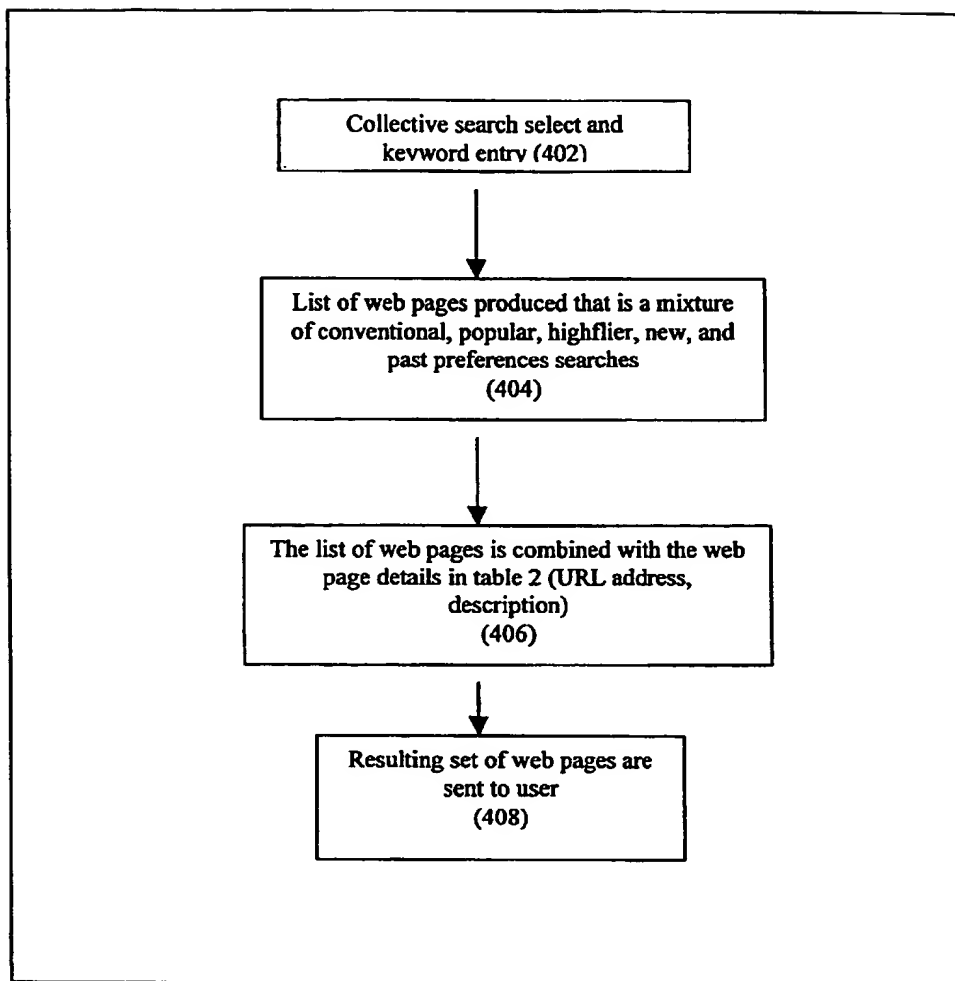 Collective search select and
keyword entry (402)
List of web pages produced that is a mixture
of conventional, popular, highflier, new, and
past preferences searches
(404)
The list of web pages is combined with the web
page details in table 2 (URL address,
description)
(406)
Resulting set of web pages are
sent to user
(408)